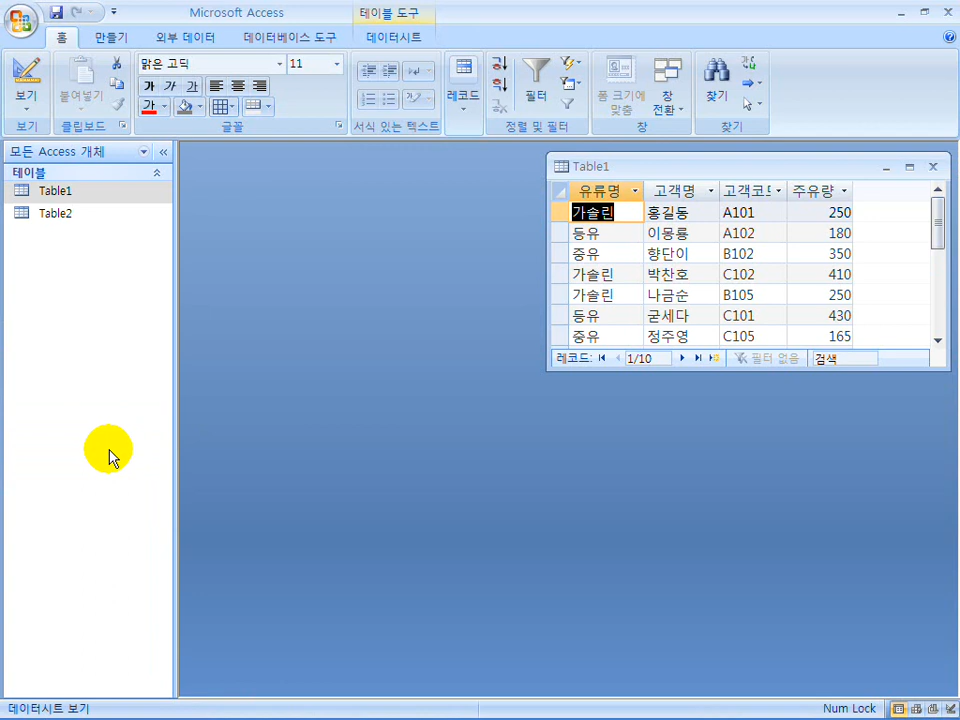 Microsoft Access
테이블 도구
홈 만들기 외부 데이터 데이터베이스 도구 데이터시트
보기
붙여넣기
맑은 고딕 11
가 가 가
가
레코드
필터
폼 크기에 맞춤
창 전환
찾기
보기 클립보드 글꼴 서식 있는 텍스트 정렬 및 필터 창 찾기
모든 Access 개체
테이블
Table1
Table2
Table1
유류명 고객명 고객코드 주유량
가솔린 홍길동 A101 250
등유 이몽룡 A102 180
중유 향단이 B102 350
가솔린 박찬호 C102 410
가솔린 나금순 B105 250
등유 굳세다 C101 430
중유 정주영 C105 165
레코드: 1/10 필터 없음 검색
데이터시트 보기 Num Lock